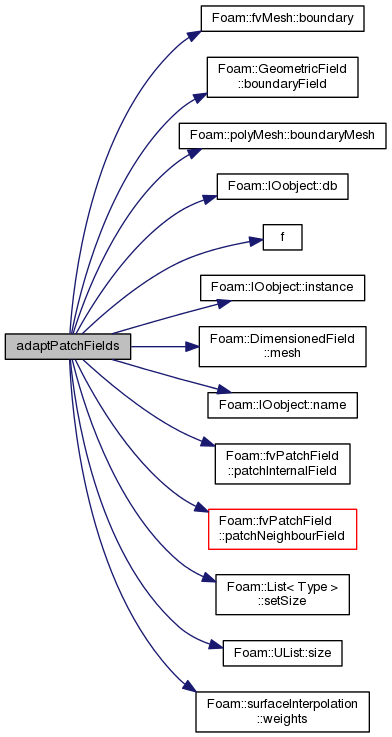 Foam::fvMesh::boundary
Foam::GeometricField
::boundaryField
Foam::polyMesh::boundaryMesh
Foam::IOobject::db
f
Foam::IOobject::instance
adaptPatchFields
Foam::DimensionedField
::mesh
Foam::IOobject::name
Foam::fvPatchField
::patchInternalField
Foam::fvPatchField
::patchNeighbourField
Foam::List< Type >
::setSize
Foam::UList::size
Foam::surfaceInterpolation
::weights